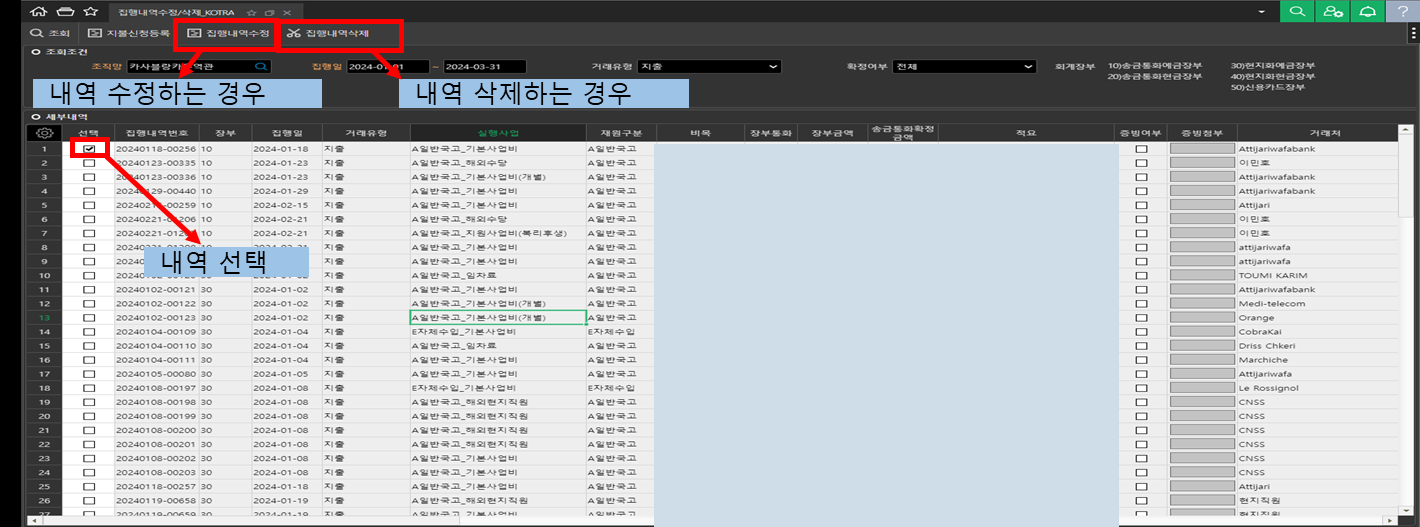 집행내역수정/삭제_KOTRA
조회 지불신청등록 집행내역수정 집행내역삭제
조회조건
조직망 집행일 2024-03-31 거래유형 지출 확정여부 전체 회계장부 10)송금통화예금장부 30)현지화예금장부
20)송금통화현금장부 40)현지화현금장부
50)신용카드장부
내역 수정하는 경우 내역 삭제하는 경우
세부내역
선택 집행내역번호 장부 집행일 거래유형 실행사업 재원구분 비목 장부통화 장부금액 송금통화확정금액 적요 증빙여부 증빙첨부 거래처
1 20240118-00256 10 2024-01-18 지출 A일반국고_기본사업비 A일반국고 Attijariwafabank
2 20240123-00335 10 2024-01-23 지출 A일반국고_해외수당 A일반국고 이민호
3 20240123-00336 10 2024-01-23 지출 A일반국고_기본사업비(개별) A일반국고 Attijariwafabank
4 10 2024-01-29 지출 A일반국고_기본사업비 A일반국고 Attijariwafabank
5 10 2024-02-15 지출 A일반국고_기본사업비 A일반국고 Attijari
6 10 2024-02-21 지출 A일반국고_해외수당 A일반국고 이민호
7 10 2024-02-21 지출 A일반국고_지원사업비(복리후생) A일반국고 이민호
8 지출 A일반국고_기본사업비 A일반국고 attijariwafa
9 지출 A일반국고_기본사업비 A일반국고 attijariwafa
내역 선택
10 지출 A일반국고_임차료 A일반국고 TOUMI KARIM
11 20240102-00121 30 2024-01-02 지출 A일반국고_기본사업비 A일반국고 Attijariwafabank
12 20240102-00122 30 2024-01-02 지출 A일반국고_기본사업비(개별) A일반국고 Medi-telecom
13 20240102-00123 30 2024-01-02 지출 A일반국고_기본사업비(개별) A일반국고 Orange
14 20240104-00109 30 2024-01-04 지출 E자체수입_기본사업비 E자체수입 CobraKai
15 20240104-00110 30 2024-01-04 지출 A일반국고_임차료 A일반국고 Driss Chkeri
16 20240104-00111 30 2024-01-04 지출 A일반국고_기본사업비 A일반국고 Marchiche
17 20240105-00080 30 2024-01-05 지출 A일반국고_기본사업비 A일반국고 Attijariwafa
18 20240108-00197 30 2024-01-08 지출 E자체수입_기본사업비 E자체수입 Le Rossignol
19 20240108-00198 30 2024-01-08 지출 A일반국고_해외현지직원 A일반국고 CNSS
20 20240108-00199 30 2024-01-08 지출 A일반국고_해외현지직원 A일반국고 CNSS
21 20240108-00200 30 2024-01-08 지출 A일반국고_해외현지직원 A일반국고 CNSS
22 20240108-00201 30 2024-01-08 지출 A일반국고_해외현지직원 A일반국고 CNSS
23 20240108-00202 30 2024-01-08 지출 A일반국고_기본사업비 A일반국고 CNSS
24 20240108-00203 30 2024-01-08 지출 A일반국고_기본사업비 A일반국고 CNSS
25 20240118-00257 30 2024-01-18 지출 A일반국고_기본사업비 A일반국고 Attijari
26 20240119-00658 30 2024-01-19 지출 A일반국고_해외현지직원 A일반국고 현지직원
27 20240119-00659 30 2024-01-19 지출 A일반국고_기본사업비 A일반국고 현지직원